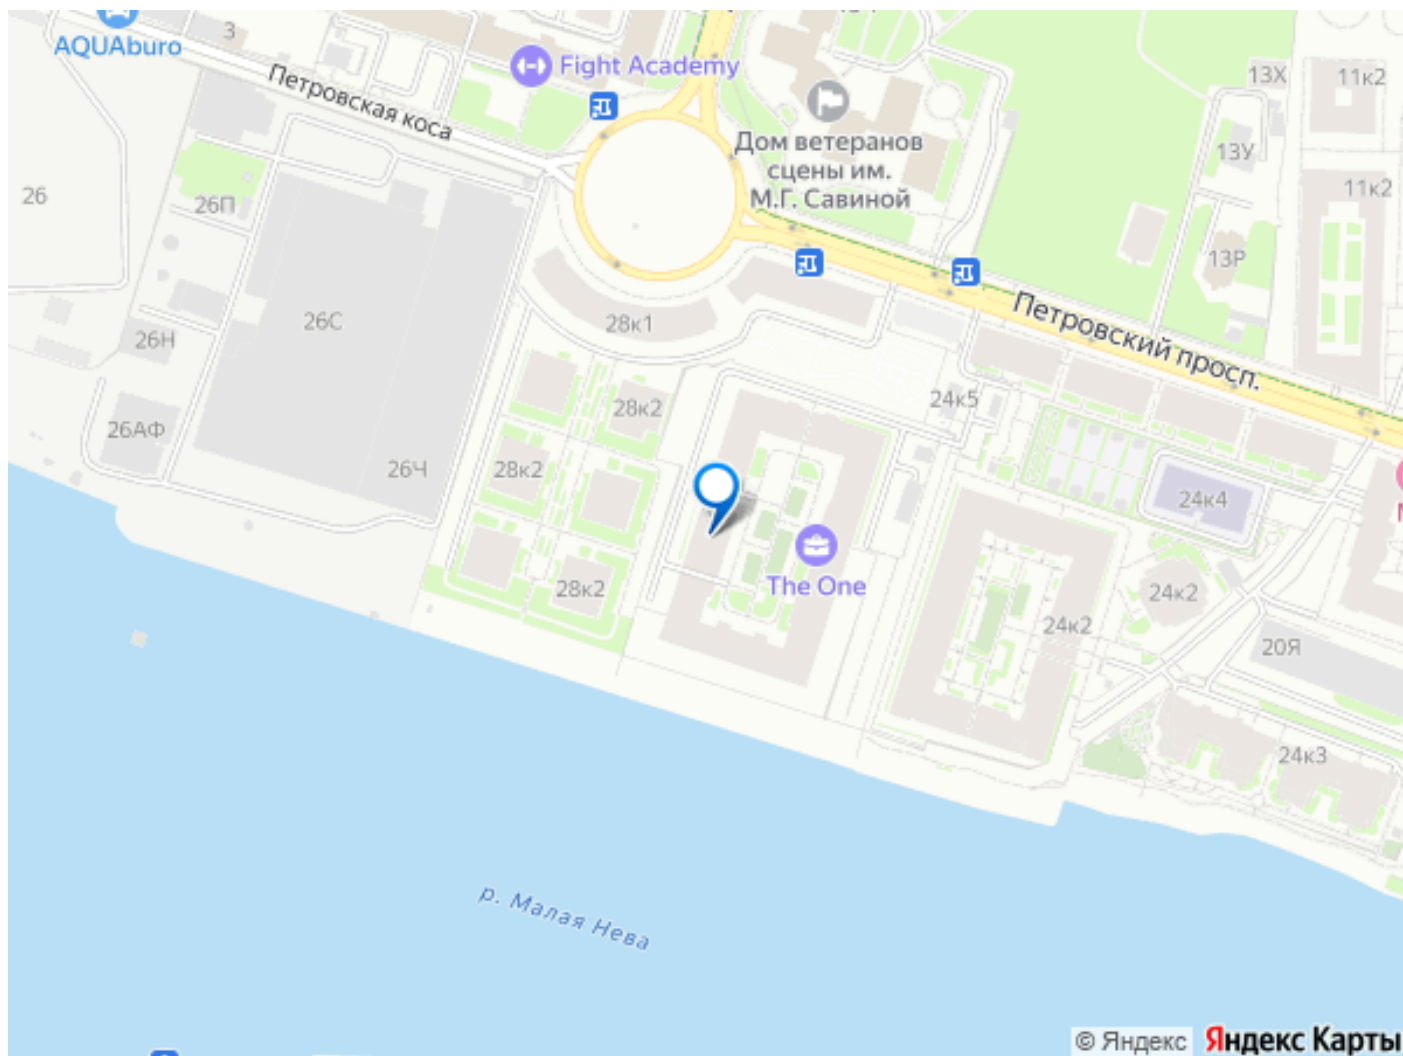 AQUAburo
3
Петровская коса
Fight Academy
Дом ветеранов
сцены им.
М.Г. Савиной
13Х
11к2
13У
11к2
13Р
26
26П
26С
26Н
26АФ
26Ч
28к1
Петровский просп.
28к2
24к5
28к2
24к4
The One
28к2
24к2
24к2
20Я
24к3
р. Малая Нева
© Яндекс
Яндекс Карты